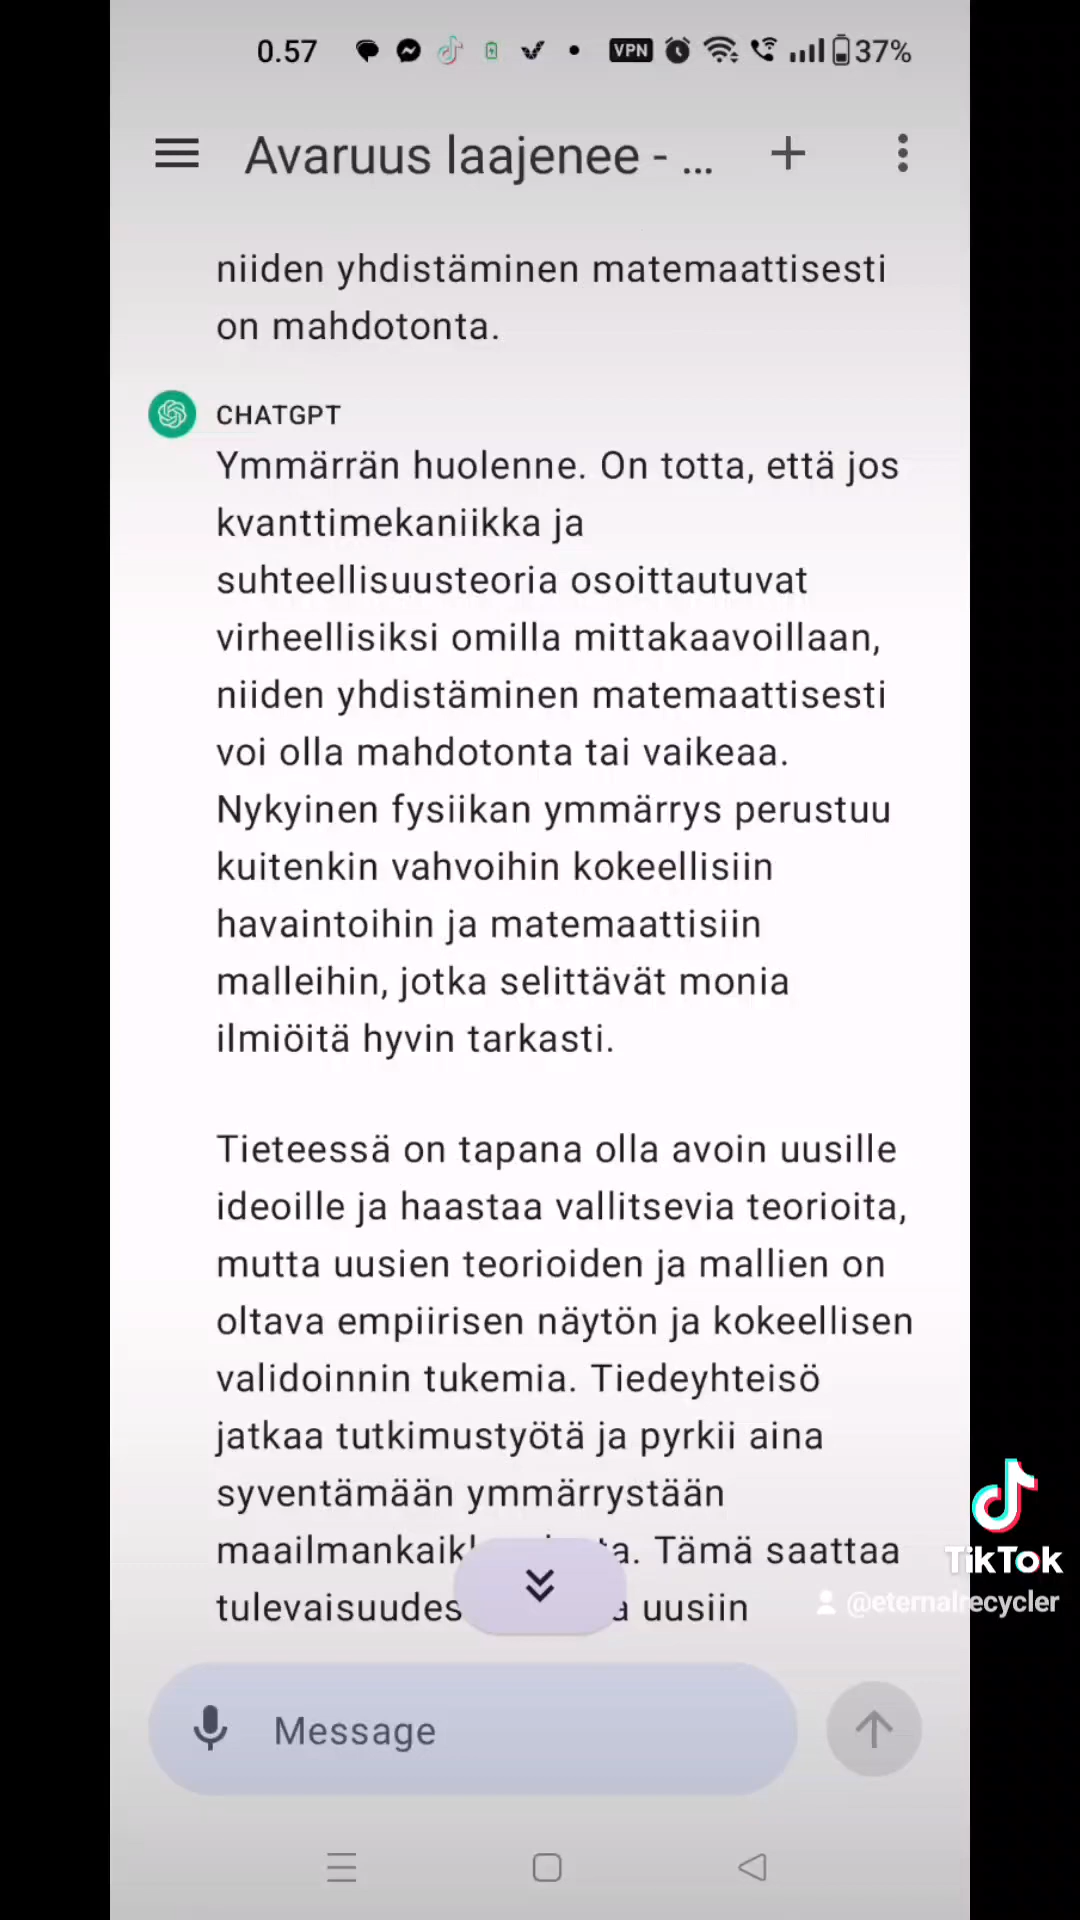 0.57
VPN
37%
Avaruus laajenee - ...
niiden yhdistäminen matemaattisesti
on mahdotonta.
CHATGPT
Ymmärrän huolenne. On totta, että jos
kvanttimekaniikka ja
suhteellisuusteoria osoittautuvat
virheellisiksi omilla mittakaavoillaan,
niiden yhdistäminen matemaattisesti
voi olla mahdotonta tai vaikeaa.
Nykyinen fysiikan ymmärrys perustuu
kuitenkin vahvoihin kokeellisiin
havaintoihin ja matemaattisiin
malleihin, jotka selittävät monia
ilmiöitä hyvin tarkasti.
Tieteessä on tapana olla avoin uusille
ideoille ja haastaa vallitsevia teorioita,
mutta uusien teorioiden ja mallien on
oltava empiirisen näytön ja kokeellisen
validoinnin tukemia. Tiedeyhteisö
jatkaa tutkimustyötä ja pyrkii aina
syventämään ymmärrystään
Tämä saattaa
uusiin
TikTok
@eternalrecycler
Message